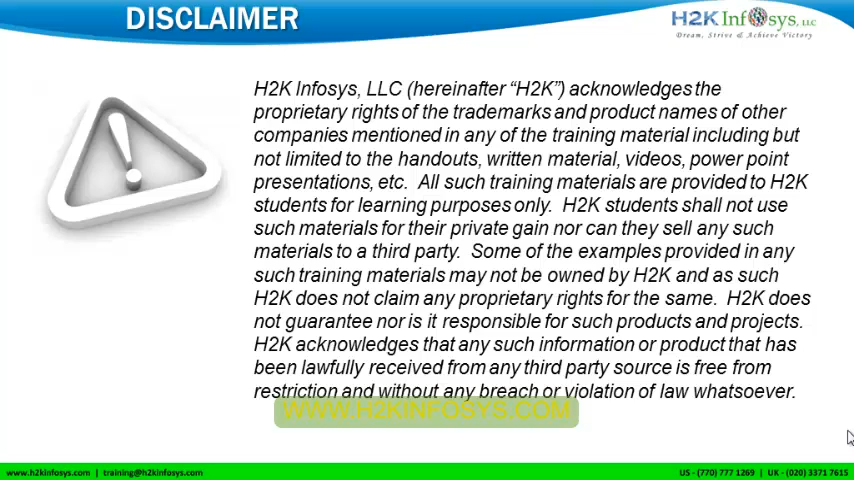 DISCLAIMER
H2K Infosys, LLC
Dream, Strive & Achieve Victory
H2K Infosys, LLC (hereinafter “H2K”) acknowledges the
proprietary rights of the trademarks and product names of other
companies mentioned in any of the training material including but
not limited to the handouts, written material, videos, power point
presentations, etc.  All such training materials are provided to H2K
students for learning purposes only.  H2K students shall not use
such materials for their private gain nor can they sell any such
materials to a third party.  Some of the examples provided in any
such training materials may not be owned by H2K and as such
H2K does not claim any proprietary rights for the same.  H2K does
not guarantee nor is it responsible for such products and projects.
H2K acknowledges that any such information or product that has
been lawfully received from any third party source is free from
restriction and without any breach or violation of law whatsoever.
WWW.H2KINFOSYS.COM
www.h2kinfosys.com | training@h2kinfosys.com
US - (770) 777 1269 | UK - (020) 3371 7615